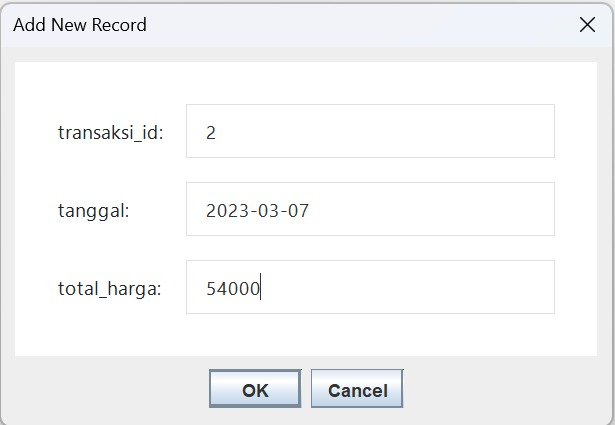 Add New Record
transaksi_id: 2
tanggal: 2023-03-07
total_harga: 54000
OK Cancel